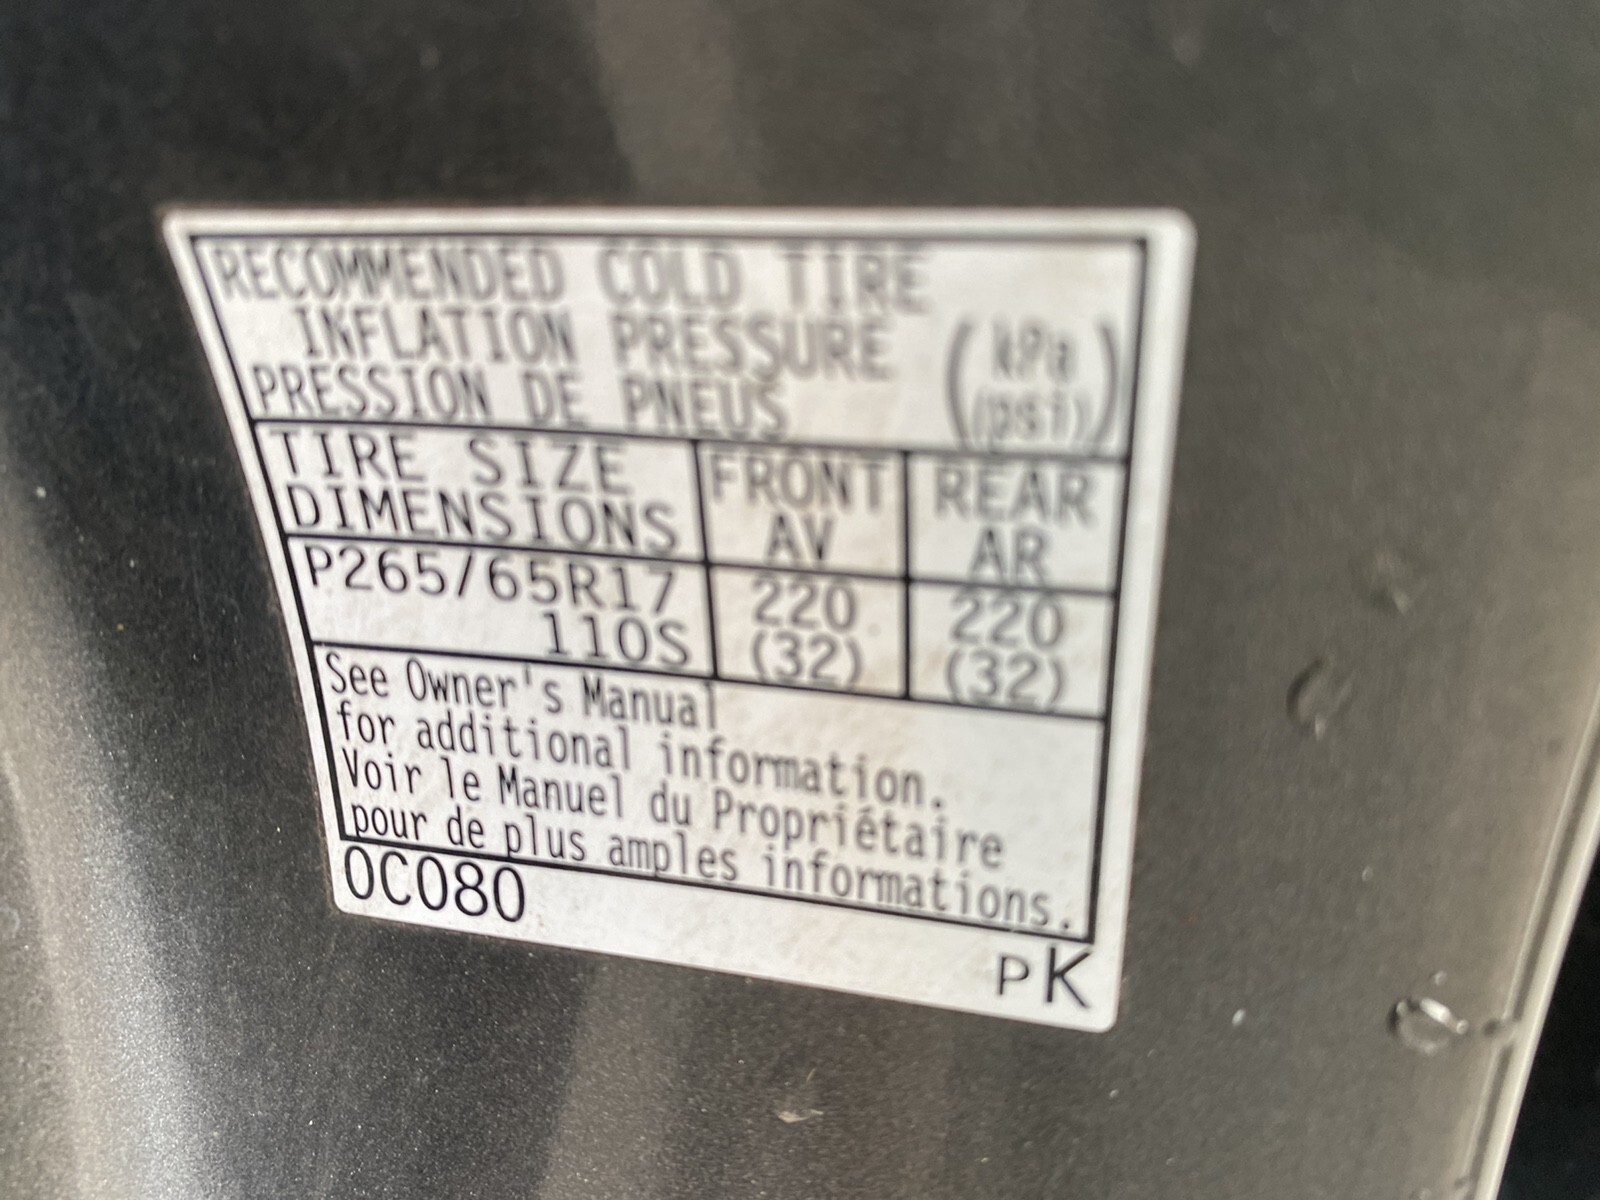 RECOMMENDED COLD TIRE
INFLATION PRESSURE
PRESSION DE PNEUS
(kPa
(psi))
TIRE SIZE
DIMENSIONS
FRONT
AV
REAR
AR
P265/65R17
110S
220
(32)
220
(32)
See Owner's Manual
for additional information.
Voir le Manuel du Propriétaire
pour de plus amples informations.
0C080
PK